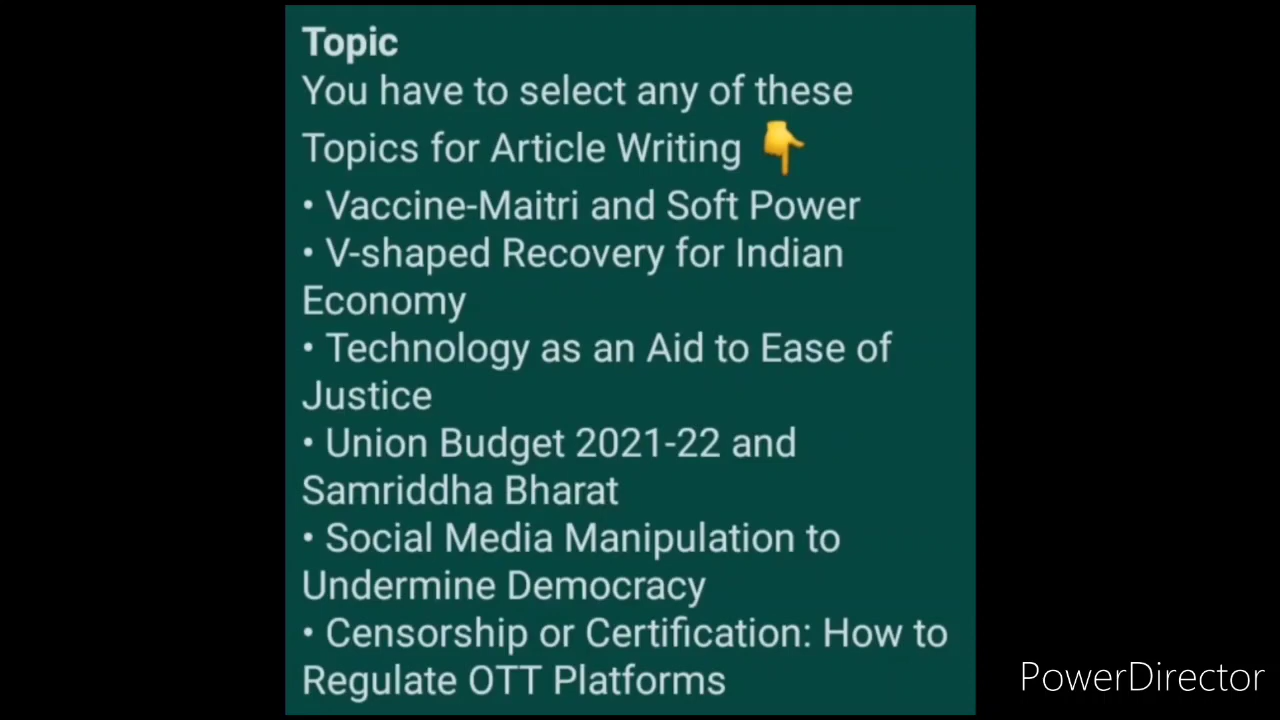 Topic
You have to select any of these
Topics for Article Writing 👇
• Vaccine-Maitri and Soft Power
• V-shaped Recovery for Indian
Economy
• Technology as an Aid to Ease of
Justice
• Union Budget 2021-22 and
Samriddha Bharat
• Social Media Manipulation to
Undermine Democracy
• Censorship or Certification: How to
Regulate OTT Platforms
PowerDirector